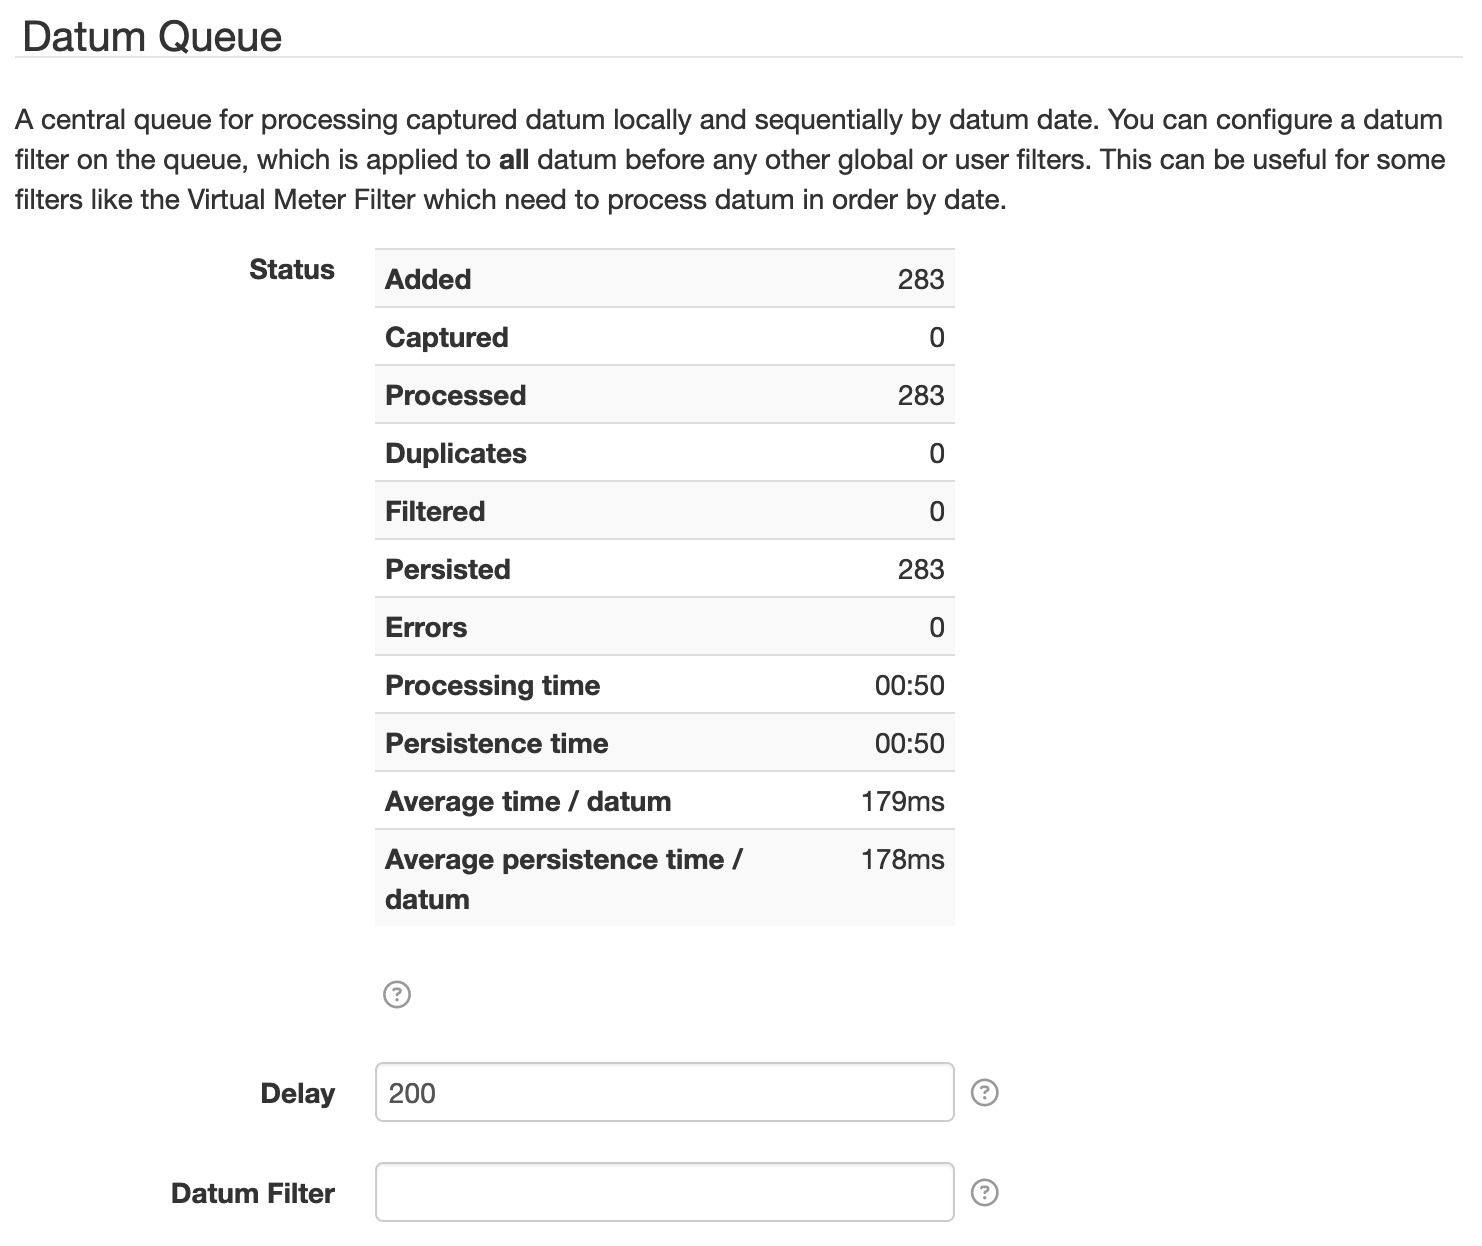 Datum Queue
A central queue for processing captured datum locally and sequentially by datum date. You can configure a datum
filter on the queue, which is applied to all datum before any other global or user filters. This can be useful for some
filters like the Virtual Meter Filter which need to process datum in order by date.
Status
Added 283
Captured 0
Processed 283
Duplicates 0
Filtered 0
Persisted 283
Errors 0
Processing time 00:50
Persistence time 00:50
Average time / datum 179ms
Average persistence time / 178ms
datum
?
Delay 200 ?
Datum Filter ?